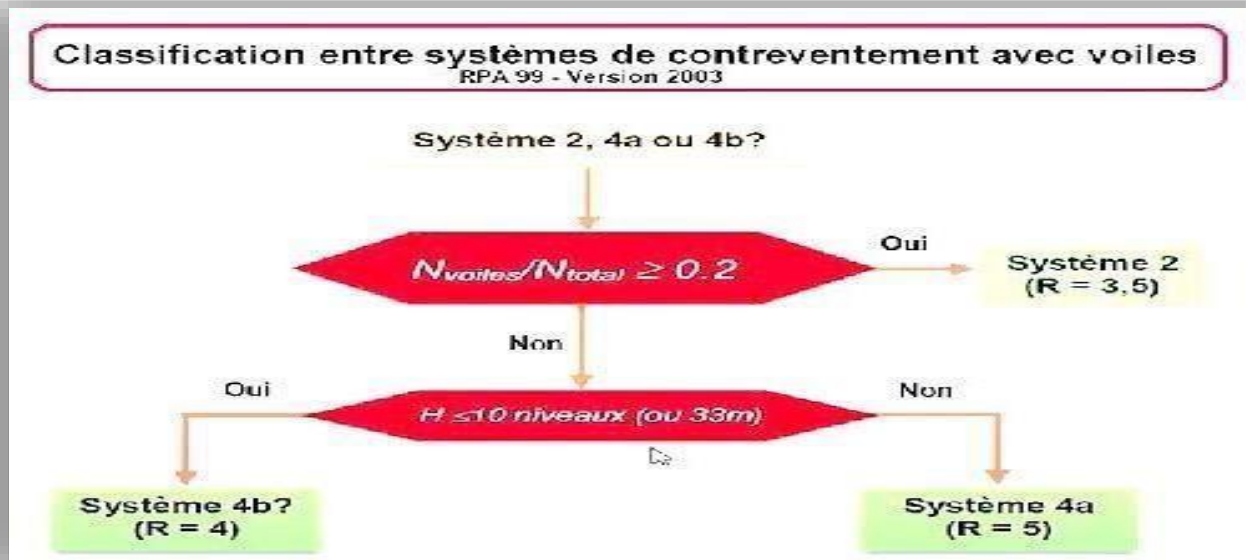 Classification entre systèmes de contreventement avec voiles
RPA 99 - Version 2003
Système 2, 4a ou 4b?
Nvoiles/Ntotal ≥ 0.2
Oui
Système 2
(R = 3,5)
Non
Oui
H ≤10 niveaux (ou 33m)
Non
Système 4b?
(R = 4)
Système 4a
(R = 5)